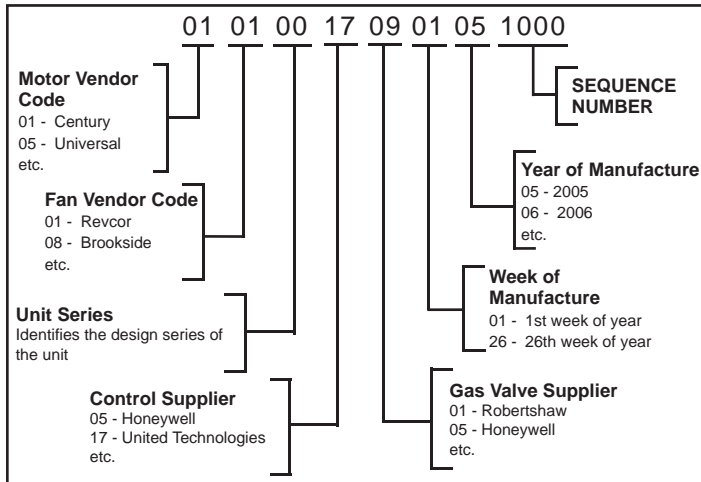 01 01 00 17 09 01 05 1000
Motor Vendor
Code
01 - Century
05 - Universal
etc.
SEQUENCE
NUMBER
Fan Vendor Code
01 - Revcor
08 - Brookside
etc.
Year of Manufacture
05 - 2005
06 - 2006
etc.
Unit Series
Identifies the design series of
the unit
Week of
Manufacture
01 - 1st week of year
26 - 26th week of year
Control Supplier
05 - Honeywell
17 - United Technologies
etc.
Gas Valve Supplier
01 - Robertshaw
05 - Honeywell
etc.